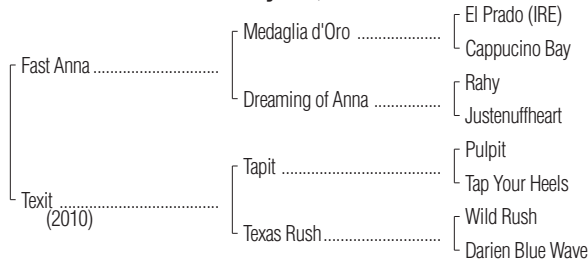 El Prado (IRE)
Medaglia d'Oro ....................
Cappucino Bay
Fast Anna ..............................
Rahy
Dreaming of Anna ................
Justenuffheart
Pulpit
Tapit ......................................
Tap Your Heels
Texit ......................................
(2010)
Wild Rush
Texas Rush............................
Darien Blue Wave